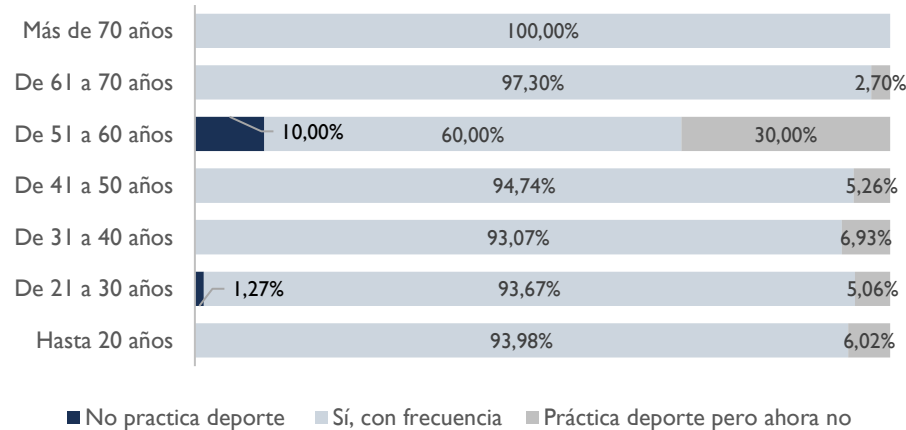 Más de 70 años 100,00%
De 61 a 70 años 97,30% 2,70%
De 51 a 60 años 10,00% 60,00% 30,00%
De 41 a 50 años 94,74% 5,26%
De 31 a 40 años 93,07% 6,93%
De 21 a 30 años 1,27% 93,67% 5,06%
Hasta 20 años 93,98% 6,02%
No practica deporte Sí, con frecuencia Práctica deporte pero ahora no